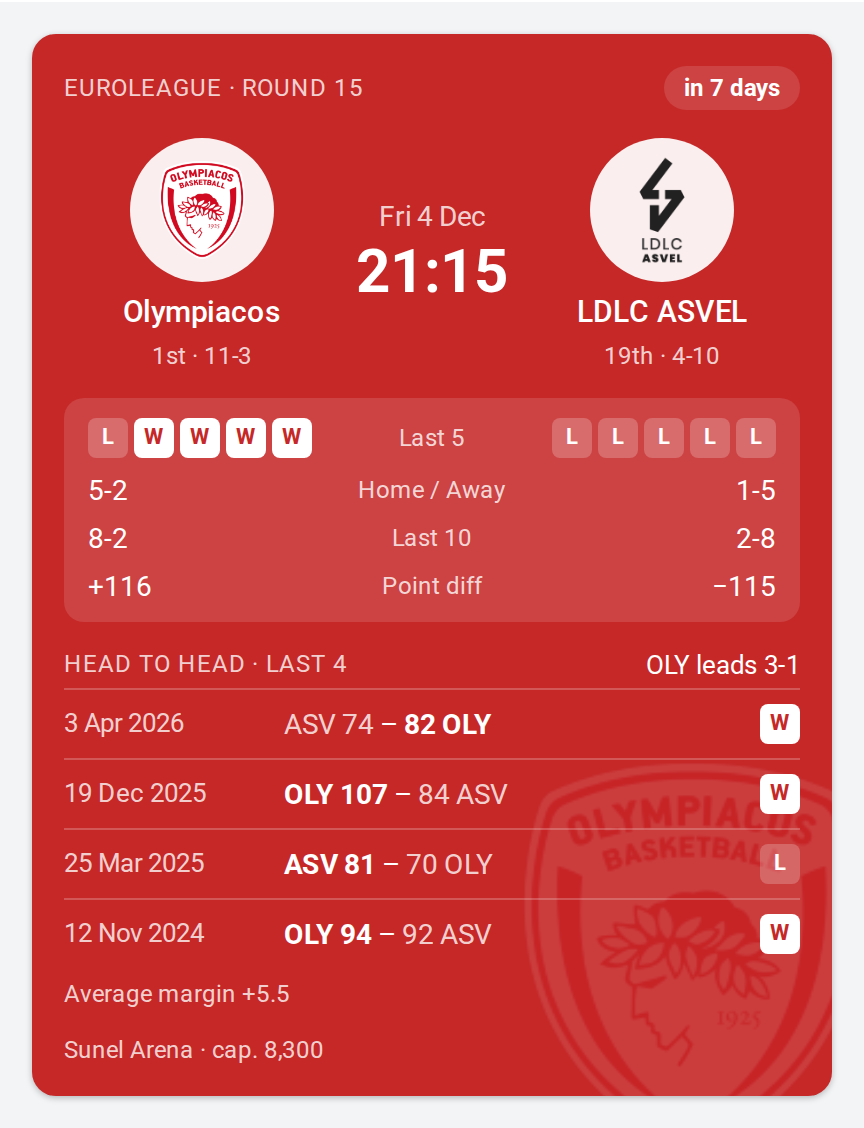 EUROLEAGUE · ROUND 15
in 7 days
OLYMPIACOS
BASKETBALL
1925
LDLC
ASVEL
Fri 4 Dec
21:15
Olympiacos
LDLC ASVEL
1st · 11-3
19th · 4-10
L W W W W Last 5 L L L L L
5-2 Home / Away 1-5
8-2 Last 10 2-8
+116 Point diff −115
HEAD TO HEAD · LAST 4 OLY leads 3-1
3 Apr 2026 ASV 74 – 82 OLY W
19 Dec 2025 OLY 107 – 84 ASV W
25 Mar 2025 ASV 81 – 70 OLY L
12 Nov 2024 OLY 94 – 92 ASV W
OLYMPIACOS
BASKETBALL
1925
Average margin +5.5
Sunel Arena · cap. 8,300